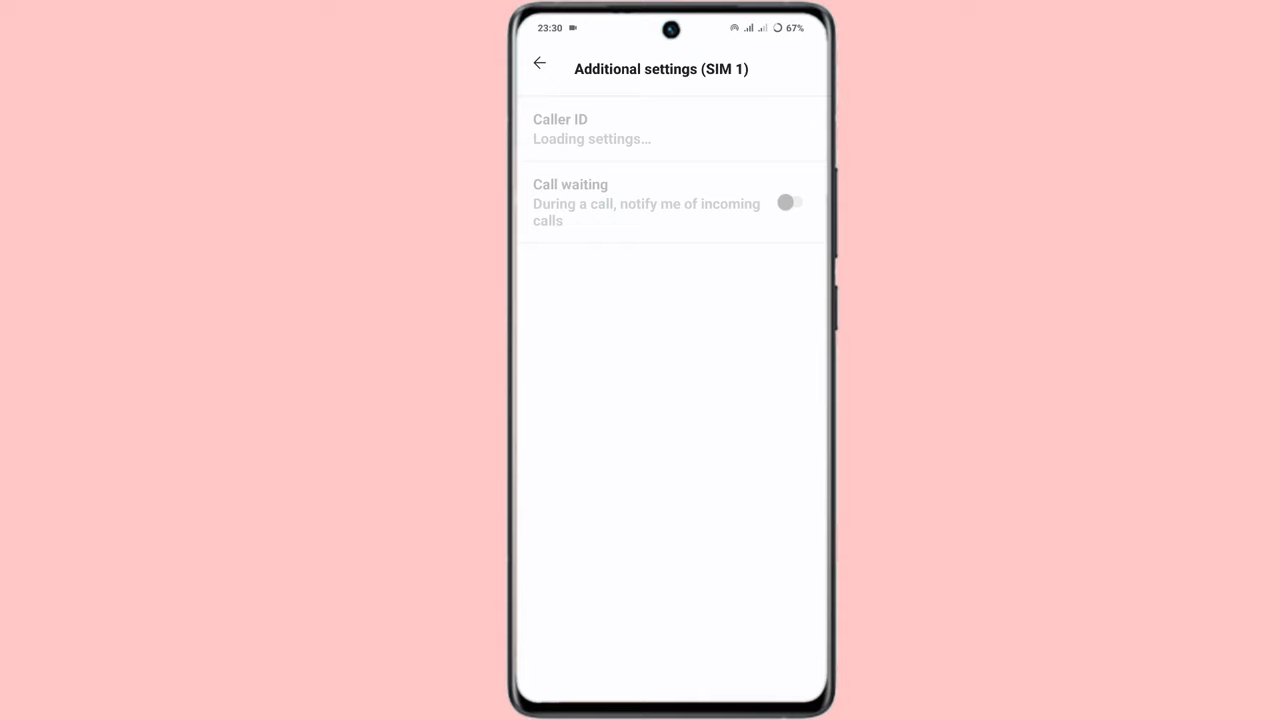 23:30
67%
Additional settings (SIM 1)
Caller ID
Loading settings...
Call waiting
During a call, notify me of incoming
calls